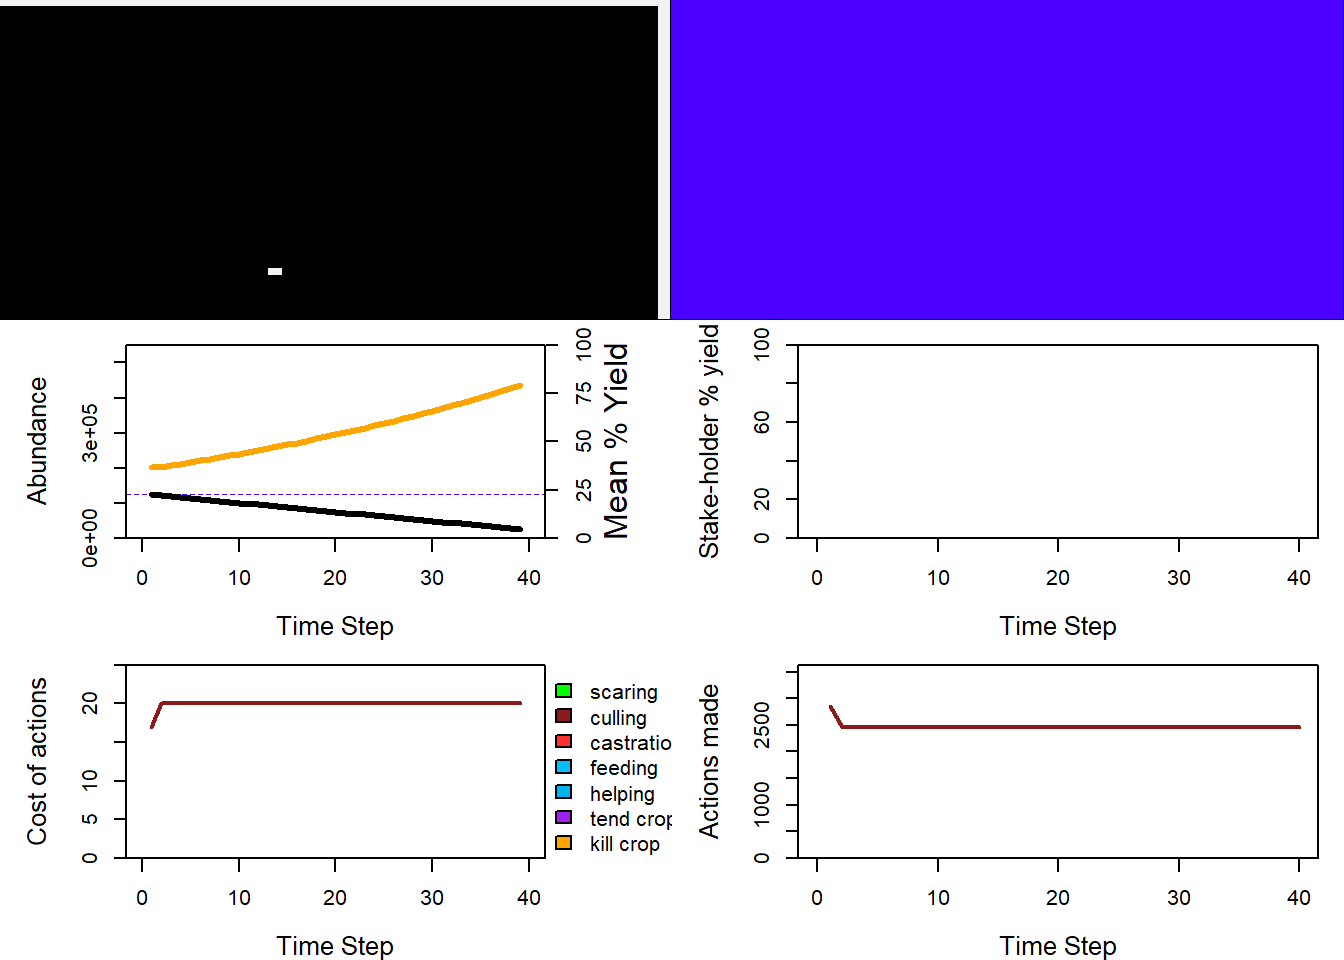 Abundance
0e+00
3e+05
0
10
20
30
40
Time Step
0
25
50
75
100
Mean % Yield
Stake-holder % yield
0
20
60
100
0
10
20
30
40
Time Step
Cost of actions
0
5
10
20
0
10
20
30
40
Time Step
scaring
culling
castratio
feeding
helping
tend crop
kill crop
Actions made
0
1000
2500
0
10
20
30
40
Time Step